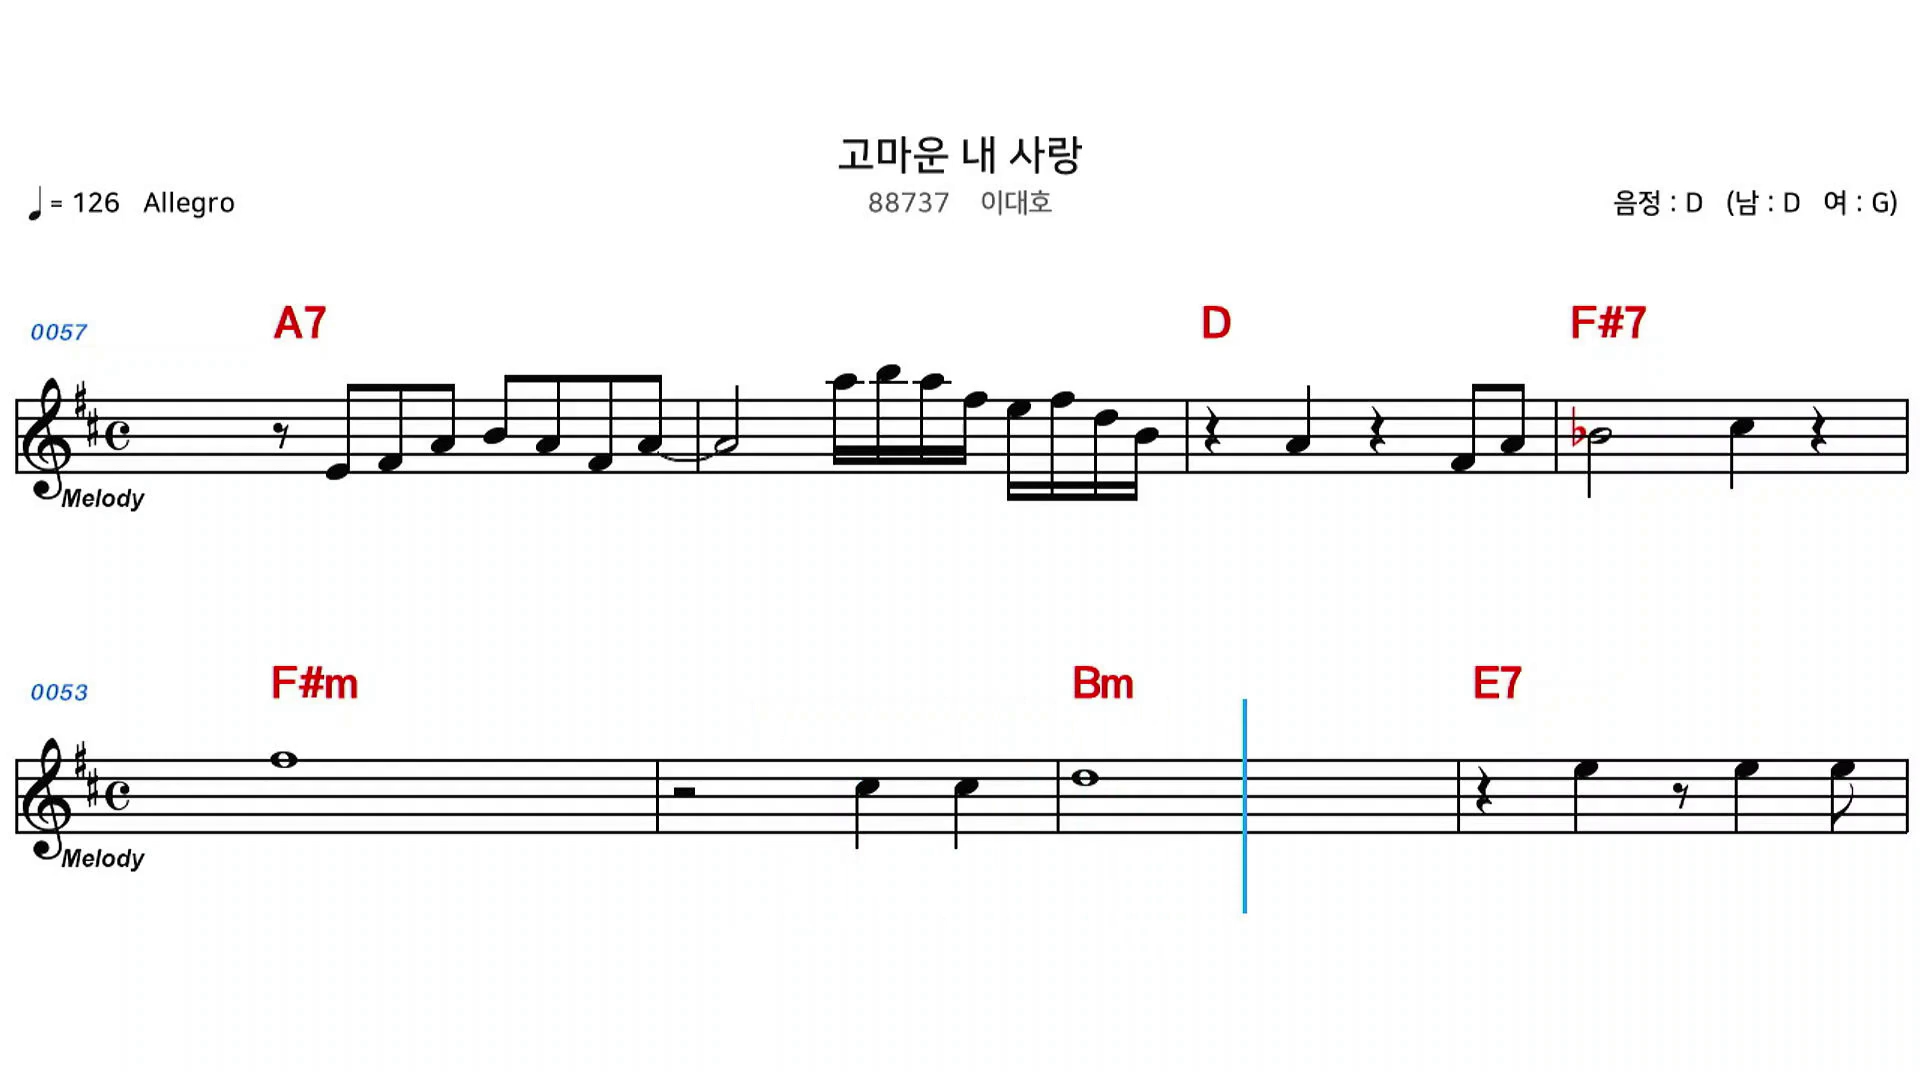 고마운 내 사랑
♩= 126 Allegro
88737 이대호
음정 : D (남 : D 여 : G)
0057 A7 D F#7
Melody
0053 F#m Bm E7
Melody